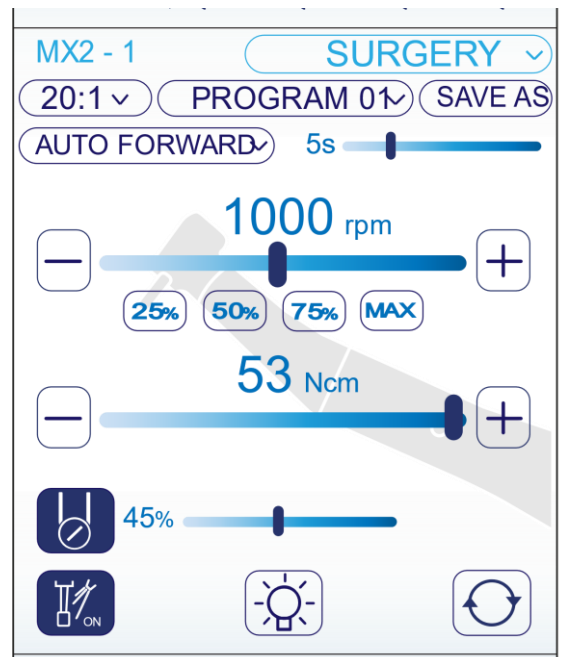 MX2 - 1 SURGERY
20:1 PROGRAM 01 SAVE AS
AUTO FORWARD 5s
1000 rpm
25% 50% 75% MAX
53 Ncm
45%
ON